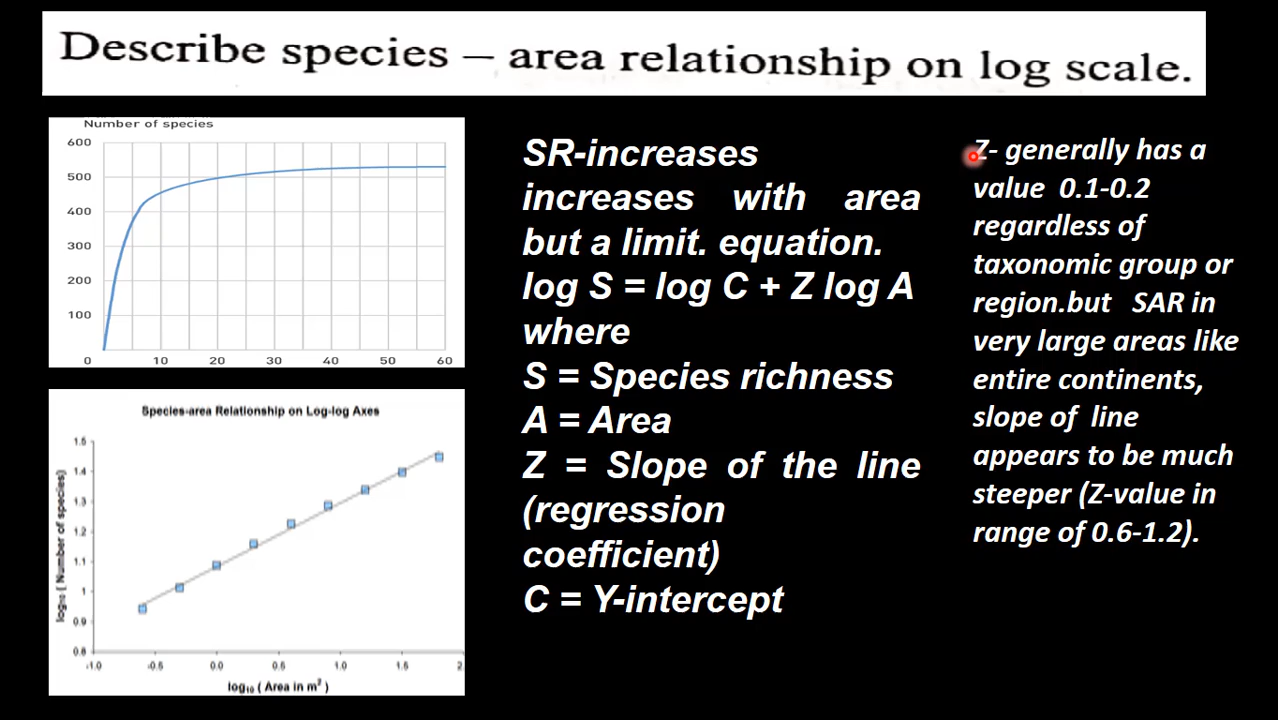 Describe species – area relationship on log scale.
Number of species
600
500
400
300
200
100
0 10 20 30 40 50 60
Species-area Relationship on Log-log Axes
log₁₀ ( Number of species)
1.5
1.4
1.3
1.2
1.1
1
0.9
0.8
-1.0 -0.5 0.0 0.5 1.0 1.5 2.
log₁₀ ( Area in m² )
SR-increases
increases with area
but a limit. equation.
log S = log C + Z log A
where
S = Species richness
A = Area
Z = Slope of the line
(regression
coefficient)
C = Y-intercept
Z- generally has a
value 0.1-0.2
regardless of
taxonomic group or
region.but SAR in
very large areas like
entire continents,
slope of line
appears to be much
steeper (Z-value in
range of 0.6-1.2).